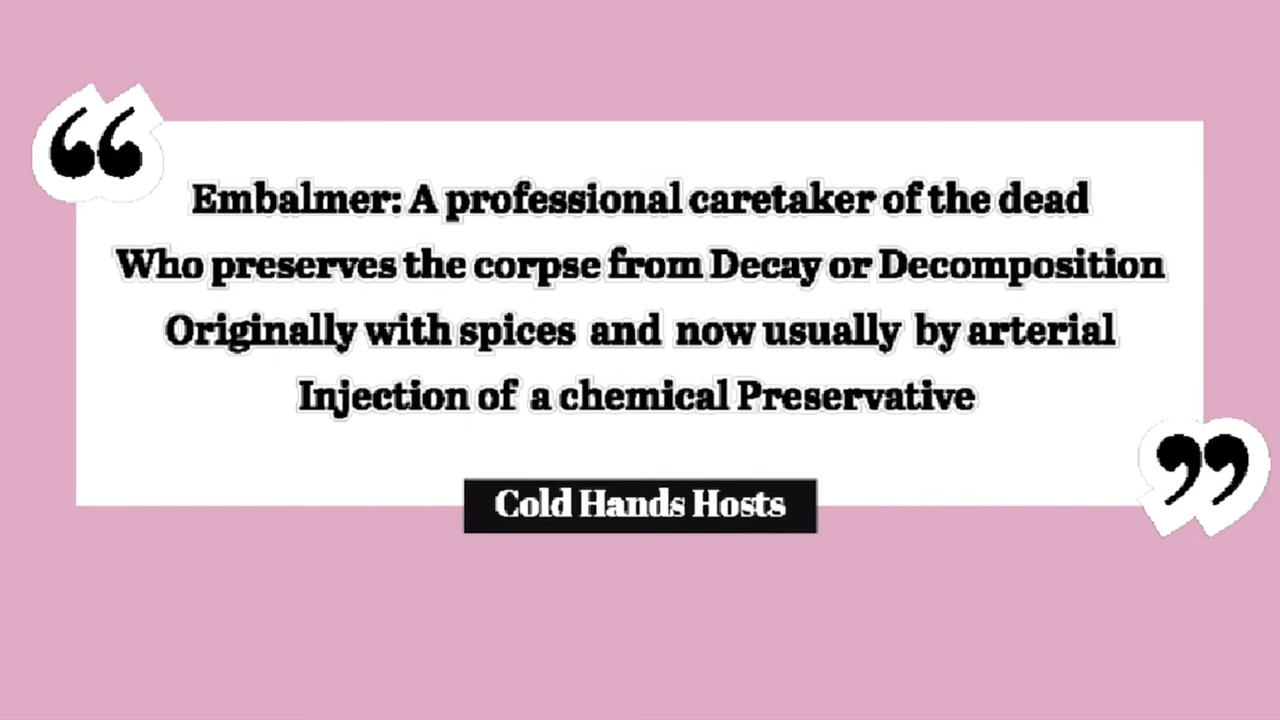 Embalmer: A professional caretaker of the dead
Who preserves the corpse from Decay or Decomposition
Originally with spices and now usually by arterial
Injection of a chemical Preservative
Cold Hands Hosts